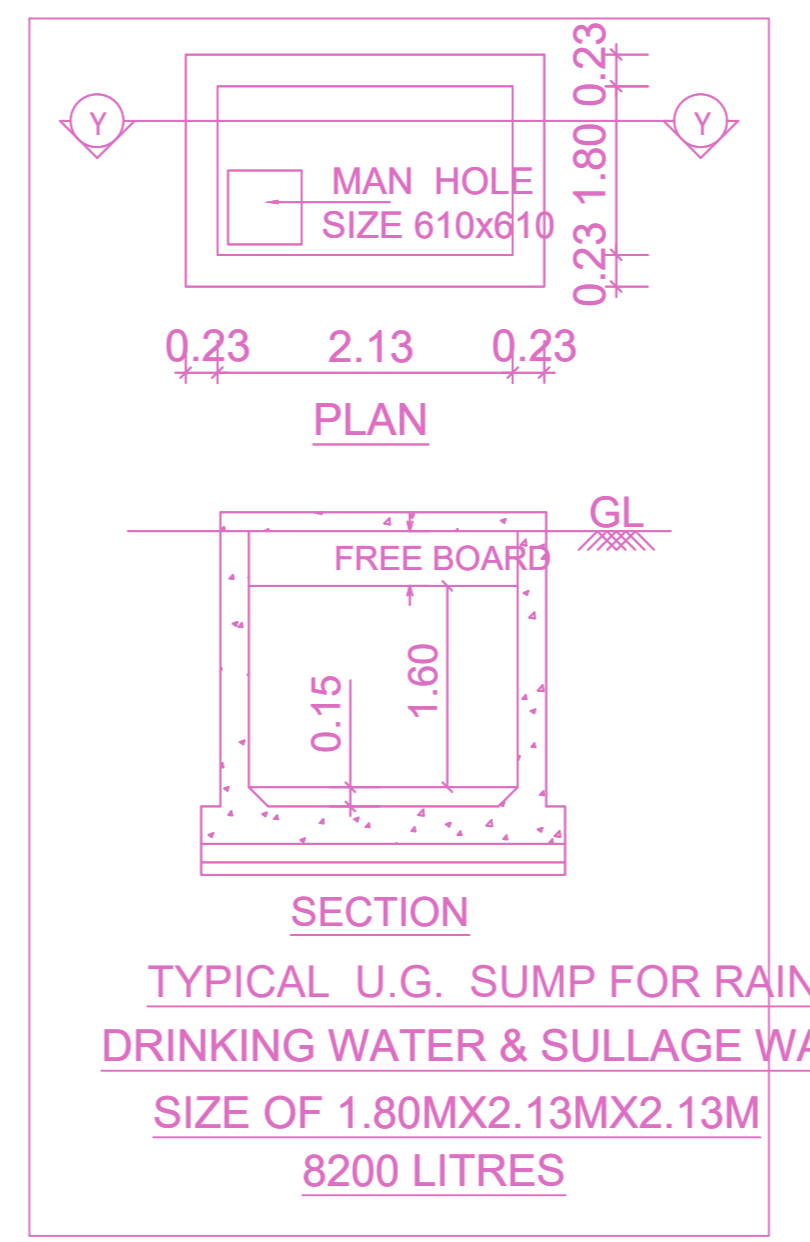 0.23
Y
Y
1.80
MAN HOLE
SIZE 610x610
0.23
0.23 2.13 0.23
PLAN
GL
FREE BOARD
1.60
0.15
SECTION
TYPICAL U.G. SUMP FOR RAIN
DRINKING WATER & SULLAGE WA
SIZE OF 1.80MX2.13MX2.13M
8200 LITRES